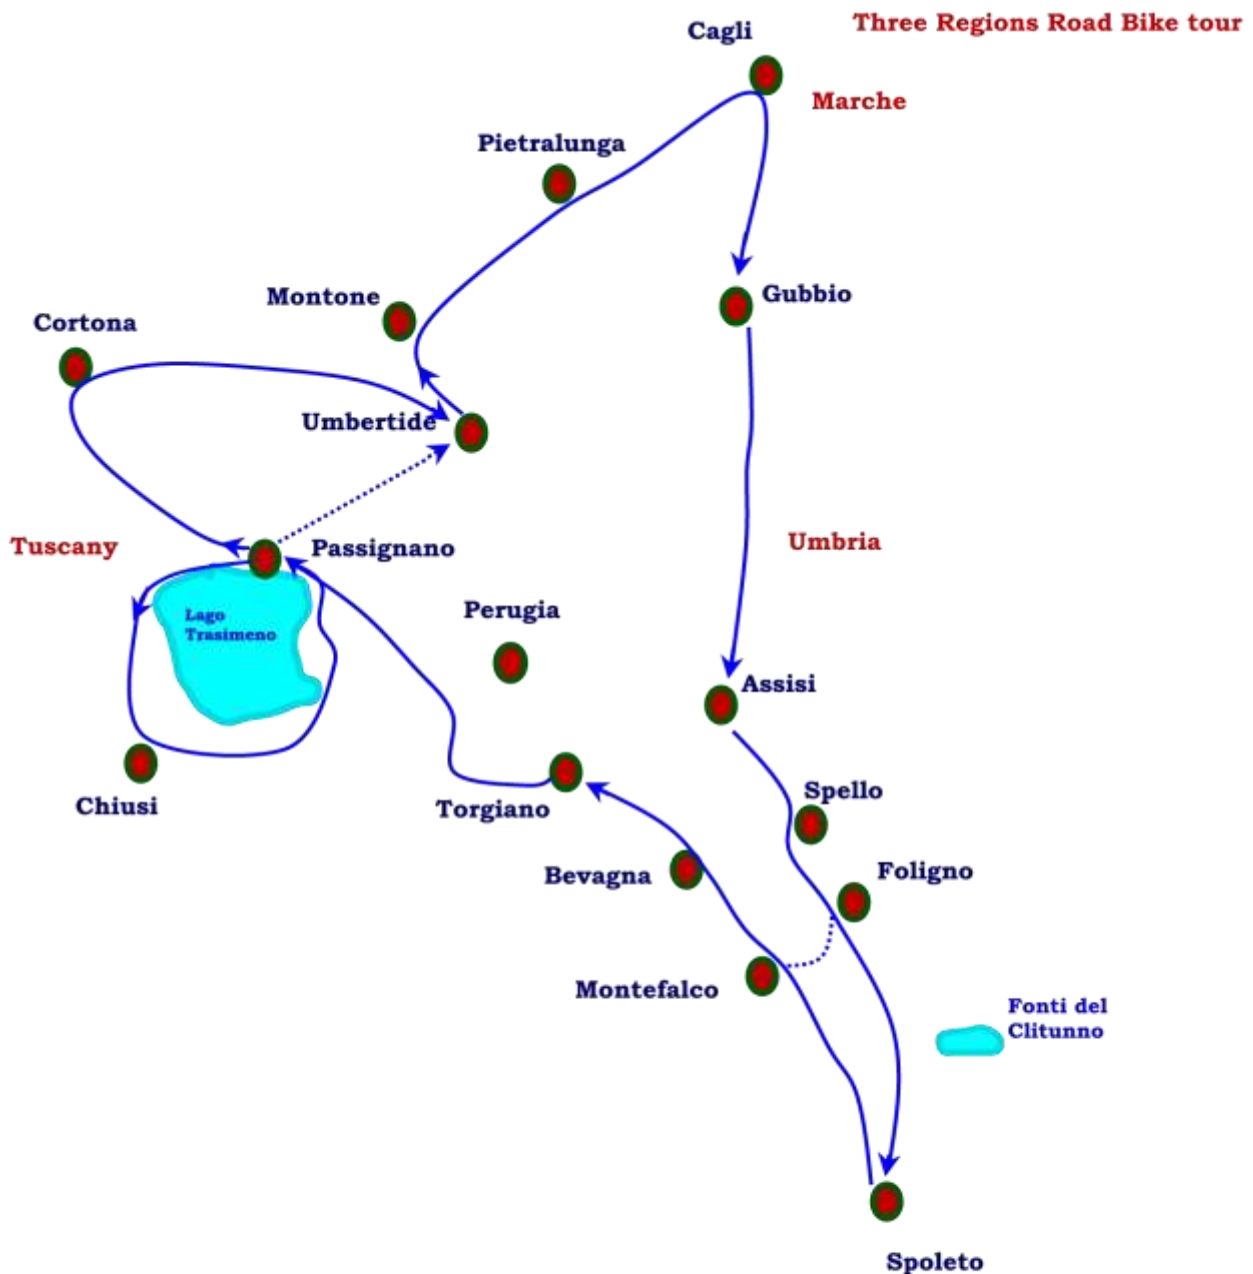 Three Regions Road Bike tour
Cagli
Marche
Pietralunga
Gubbio
Montone
Cortona
Umbertide
Tuscany
Passignano
Umbria
Perugia
Lago
Trasimeno
Assisi
Chiusi
Torgiano
Spello
Bevagna
Foligno
Montefalco
Fonti del
Clitunno
Spoleto